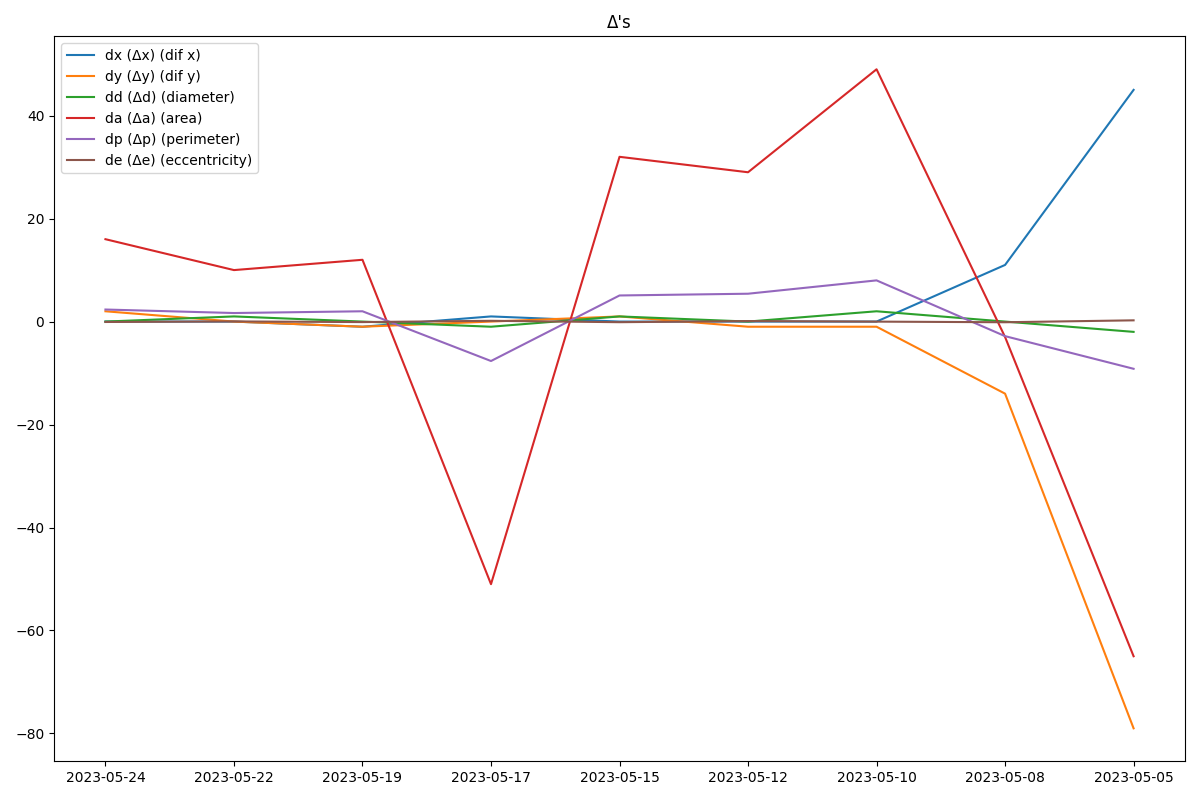 Δ's
dx (Δx) (dif x)
dy (Δy) (dif y)
dd (Δd) (diameter)
da (Δa) (area)
dp (Δp) (perimeter)
de (Δe) (eccentricity)
40
20
0
−20
−40
−60
−80
2023-05-24 2023-05-22 2023-05-19 2023-05-17 2023-05-15 2023-05-12 2023-05-10 2023-05-08 2023-05-05